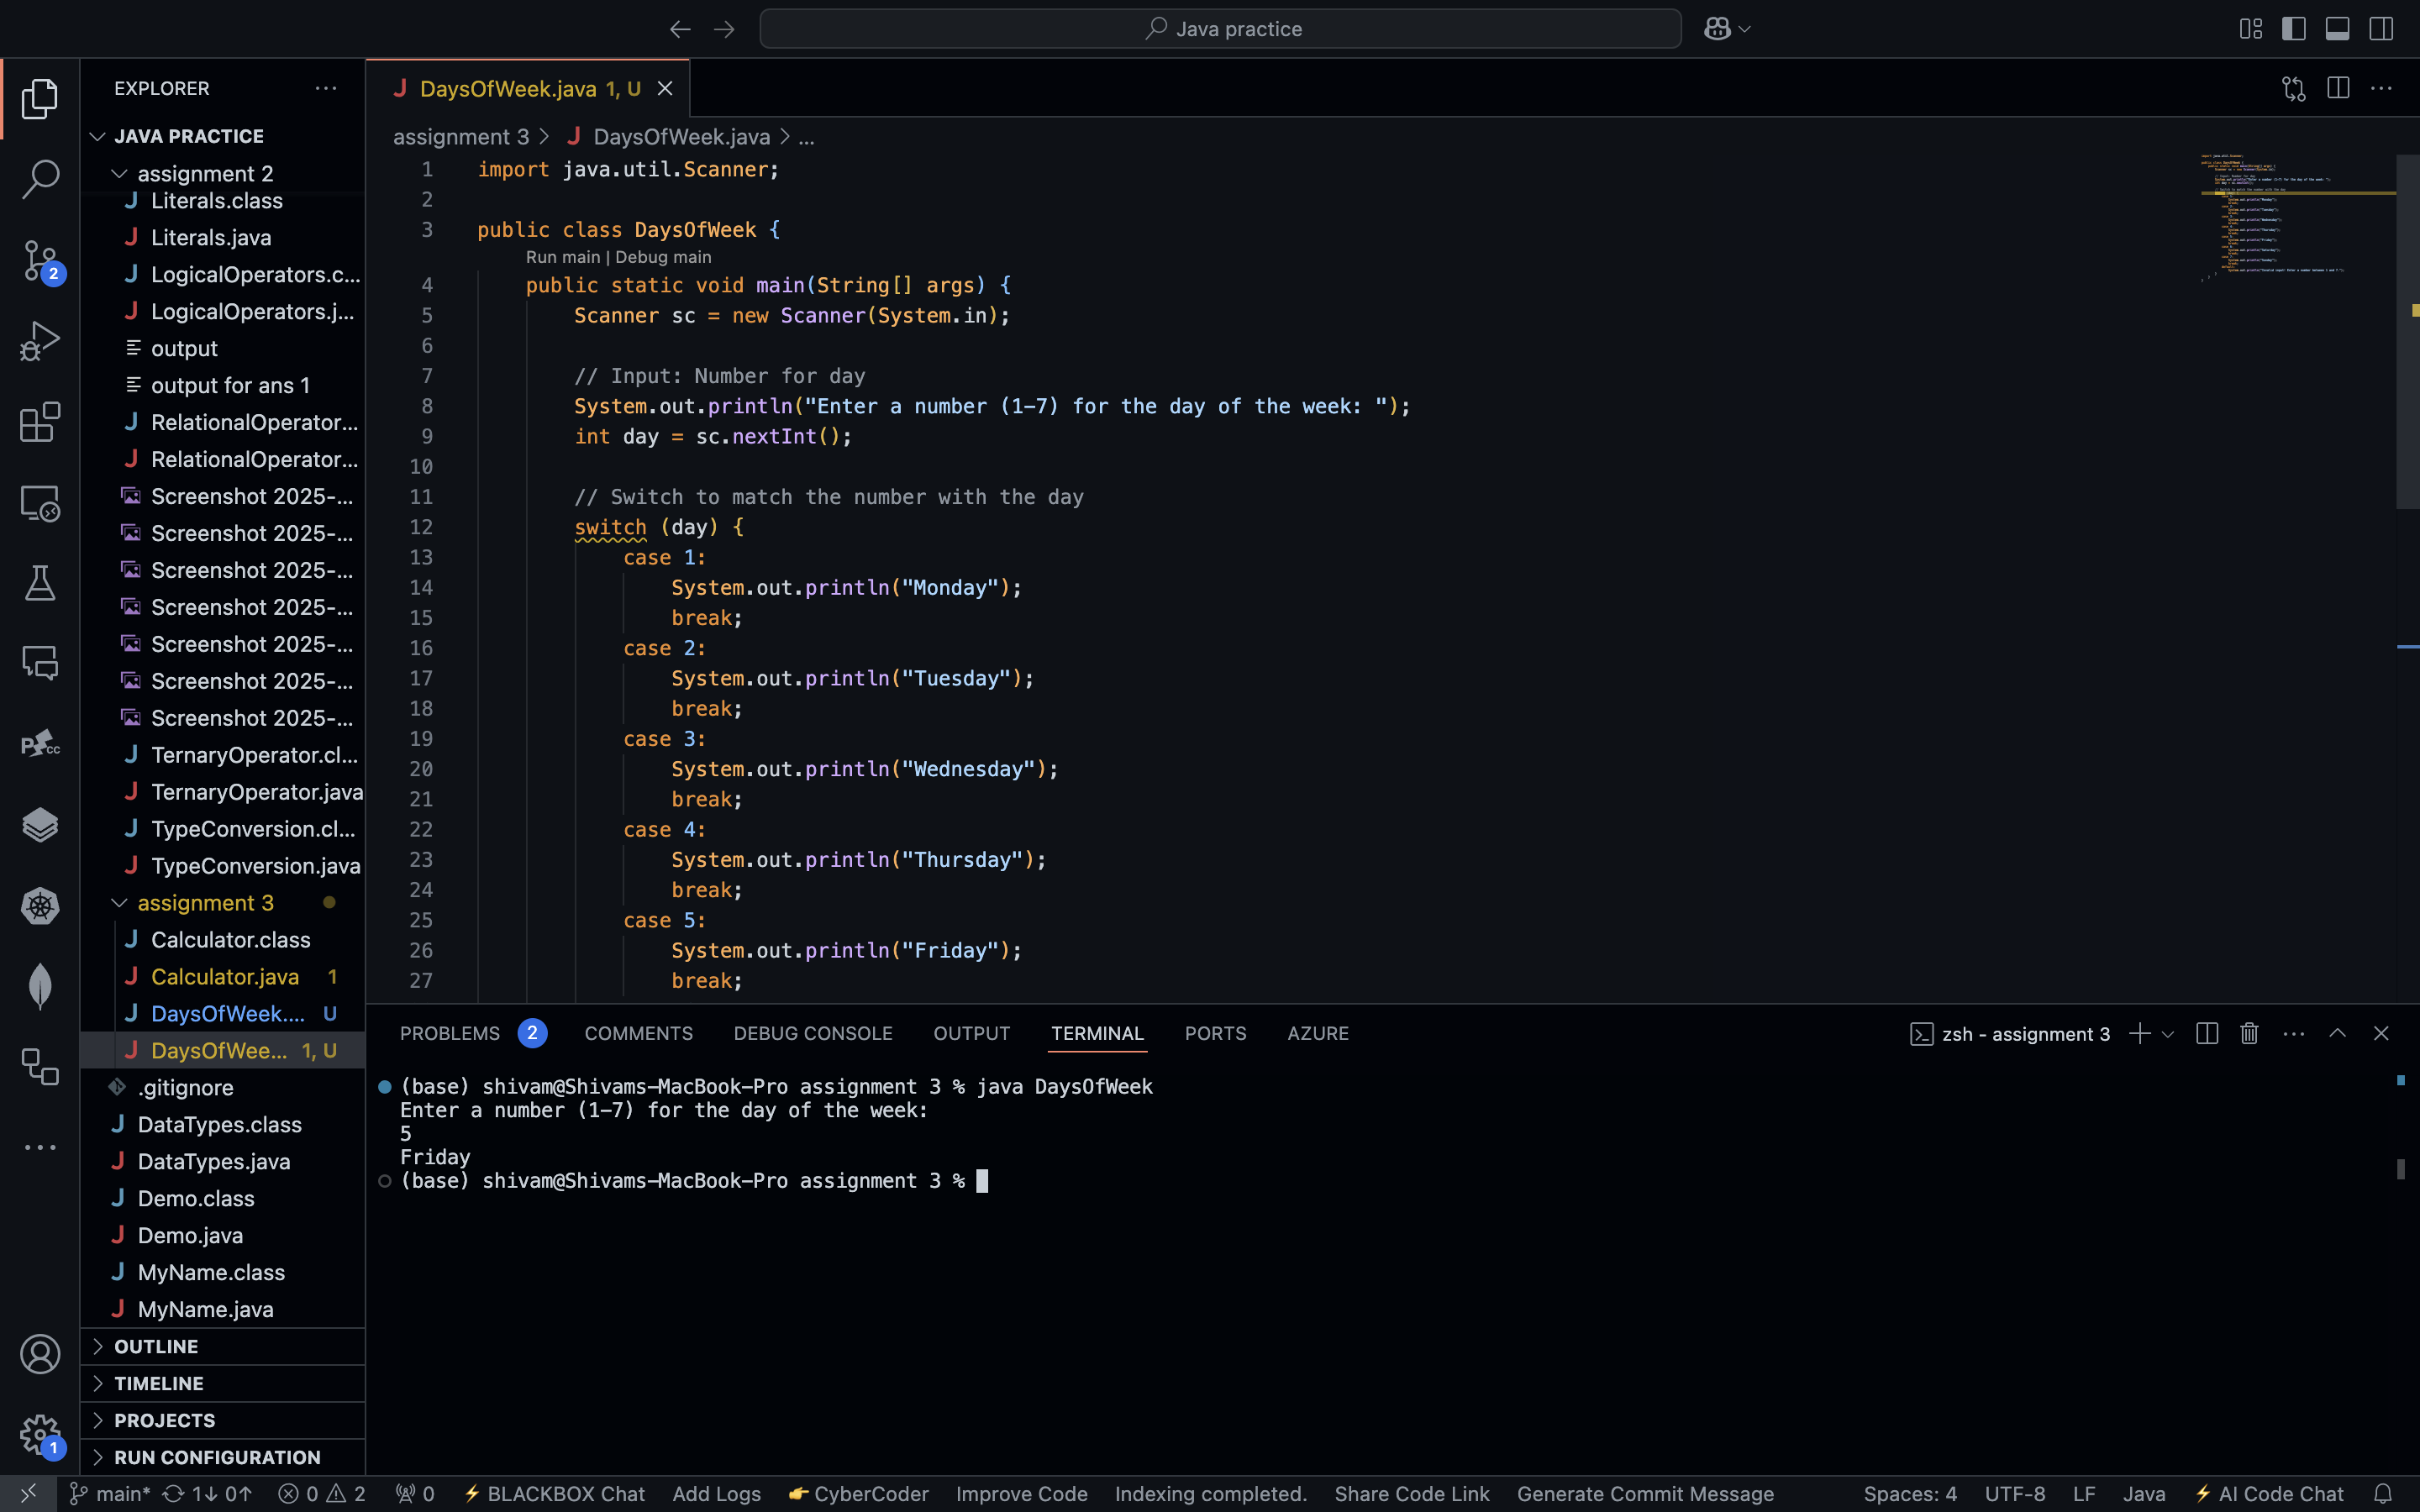 Java practice
EXPLORER
DaysOfWeek.java 1, U
JAVA PRACTICE
assignment 2
Literals.class
Literals.java
LogicalOperators.c...
LogicalOperators.j...
output
output for ans 1
RelationalOperator...
RelationalOperator...
Screenshot 2025-...
Screenshot 2025-...
Screenshot 2025-...
Screenshot 2025-...
Screenshot 2025-...
Screenshot 2025-...
Screenshot 2025-...
TernaryOperator.cl...
TernaryOperator.java
TypeConversion.cl...
TypeConversion.java
assignment 3
Calculator.class
Calculator.java 1
DaysOfWeek.... U
DaysOfWee... 1, U
.gitignore
DataTypes.class
DataTypes.java
Demo.class
Demo.java
MyName.class
MyName.java
OUTLINE
TIMELINE
PROJECTS
RUN CONFIGURATION
2
1
assignment 3 > DaysOfWeek.java > ...
1 import java.util.Scanner;
2
3 public class DaysOfWeek {
Run main | Debug main
4 public static void main(String[] args) {
5 Scanner sc = new Scanner(System.in);
6
7 // Input: Number for day
8 System.out.println("Enter a number (1-7) for the day of the week: ");
9 int day = sc.nextInt();
10
11 // Switch to match the number with the day
12 switch (day) {
13 case 1:
14 System.out.println("Monday");
15 break;
16 case 2:
17 System.out.println("Tuesday");
18 break;
19 case 3:
20 System.out.println("Wednesday");
21 break;
22 case 4:
23 System.out.println("Thursday");
24 break;
25 case 5:
26 System.out.println("Friday");
27 break;
PROBLEMS 2 COMMENTS DEBUG CONSOLE OUTPUT TERMINAL PORTS AZURE zsh - assignment 3
(base) shivam@Shivams-MacBook-Pro assignment 3 % java DaysOfWeek
Enter a number (1-7) for the day of the week:
5
Friday
(base) shivam@Shivams-MacBook-Pro assignment 3 %
main* 1↓ 0↑ 0 2 0 BLACKBOX Chat Add Logs CyberCoder Improve Code Indexing completed. Share Code Link Generate Commit Message Spaces: 4 UTF-8 LF Java AI Code Chat